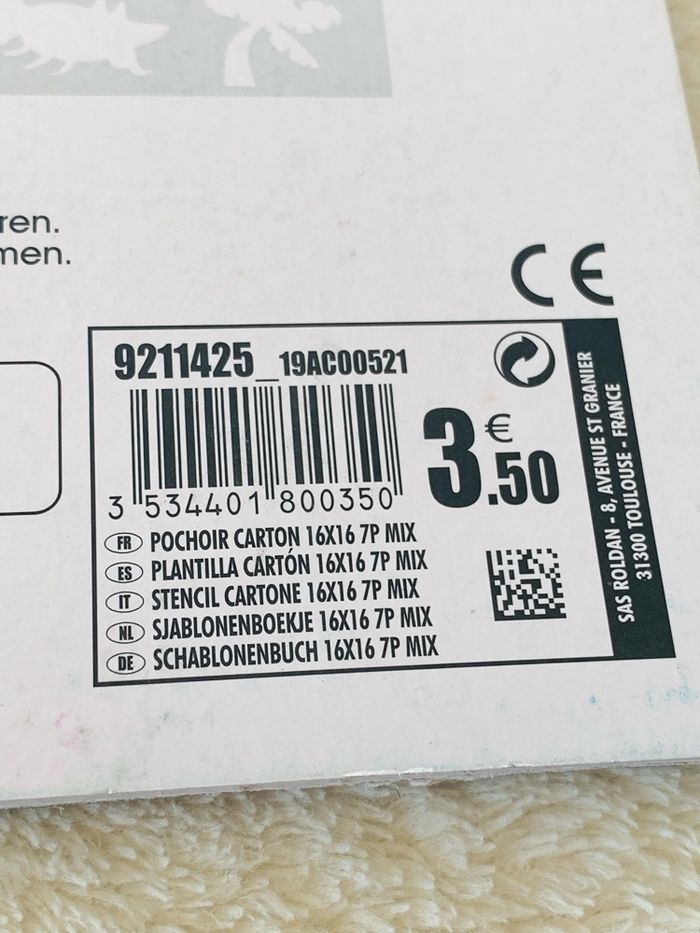 ren.
men.
CE
9211425_19AC00521
3 534401 800350
3.50 €
FR POCHOIR CARTON 16X16 7P MIX
ES PLANTILLA CARTÓN 16X16 7P MIX
IT STENCIL CARTONE 16X16 7P MIX
NL SJABLONENBOEKJE 16X16 7P MIX
DE SCHABLONENBUCH 16X16 7P MIX
SAS ROLDAN - 8, AVENUE ST GRANIER
31300 TOULOUSE - FRANCE